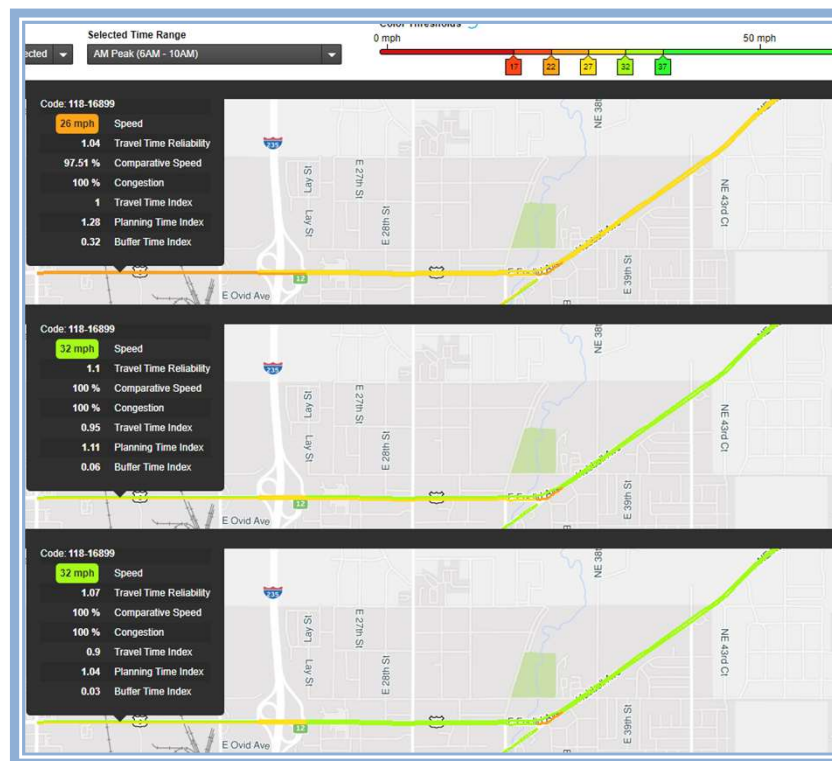 Color Thresholds
Selected Time Range
0 mph
50 mph
ected
AM Peak (6AM - 10AM)
17
22
27
32
37
Code: 118-16899
26 mph Speed
1.04 Travel Time Reliability
97.51 % Comparative Speed
100 % Congestion
1 Travel Time Index
1.28 Planning Time Index
0.32 Buffer Time Index
235
Lay St
Lay St
E 27th St
E 28th St
NE 38th
NE 43rd Ct
E 39th St
12
E Ovid Ave
Code: 118-16899
32 mph Speed
1.1 Travel Time Reliability
100 % Comparative Speed
100 % Congestion
0.95 Travel Time Index
1.11 Planning Time Index
0.06 Buffer Time Index
235
Lay St
Lay St
E 27th St
E 28th St
NE 38th
NE 43rd Ct
E 39th St
12
E Ovid Ave
Code: 118-16899
32 mph Speed
1.07 Travel Time Reliability
100 % Comparative Speed
100 % Congestion
0.9 Travel Time Index
1.04 Planning Time Index
0.03 Buffer Time Index
235
Lay St
Lay St
E 27th St
E 28th St
NE 38th
NE 43rd Ct
E 39th St
12
E Ovid Ave